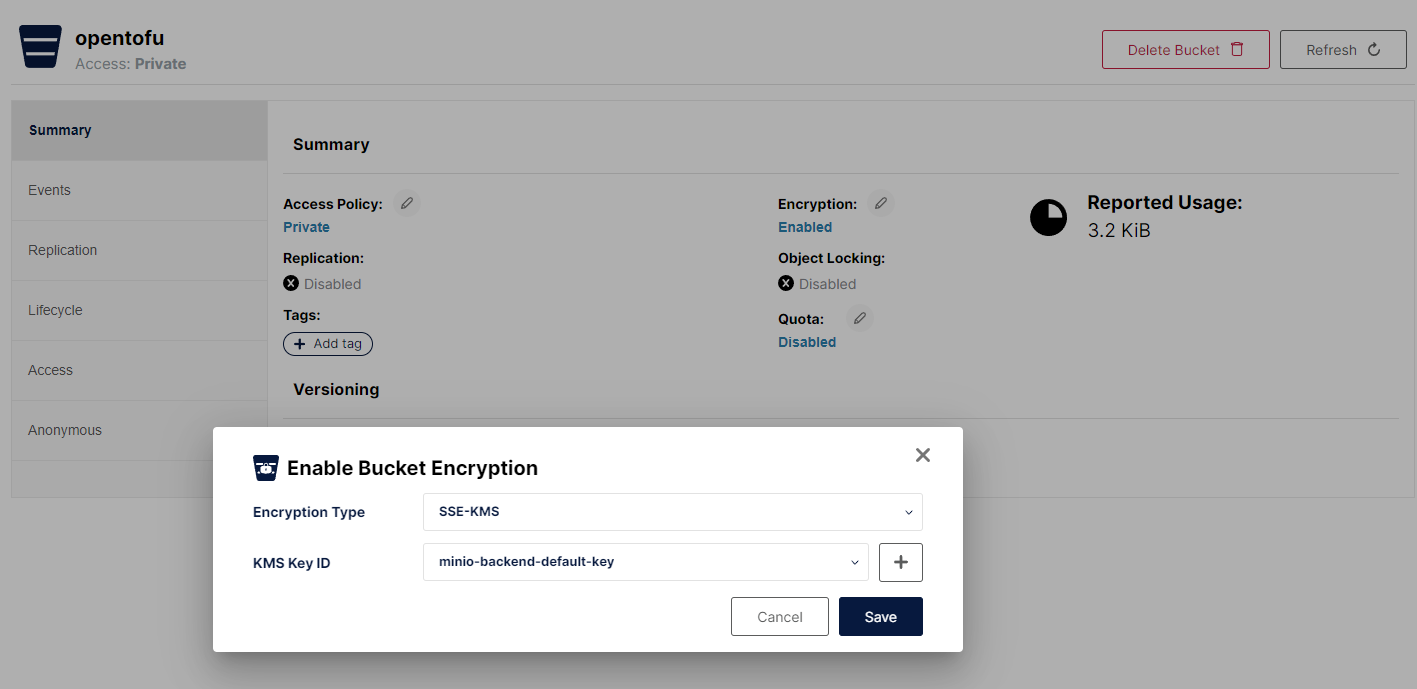 opentofu
Access: Private
Delete Bucket
Refresh
Summary
Events
Replication
Lifecycle
Access
Anonymous
Summary
Access Policy:
Private
Replication:
Disabled
Tags:
Add tag
Encryption:
Enabled
Object Locking:
Disabled
Quota:
Disabled
Reported Usage:
3.2 KiB
Versioning
Enable Bucket Encryption
Encryption Type
SSE-KMS
KMS Key ID
minio-backend-default-key
Cancel
Save